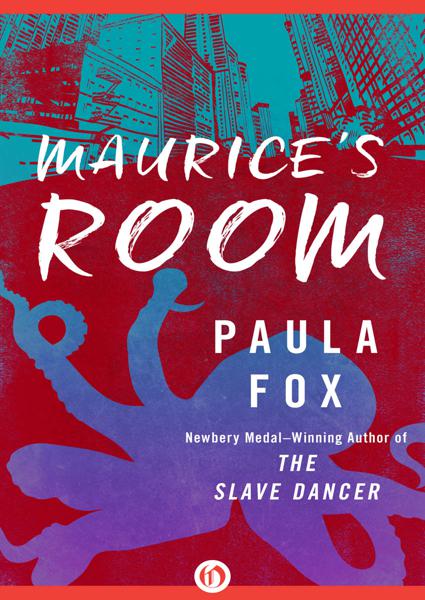 MAURICE'S
ROOM
PAULA
FOX
Newbery Medal–Winning Author of
THE
SLAVE DANCER